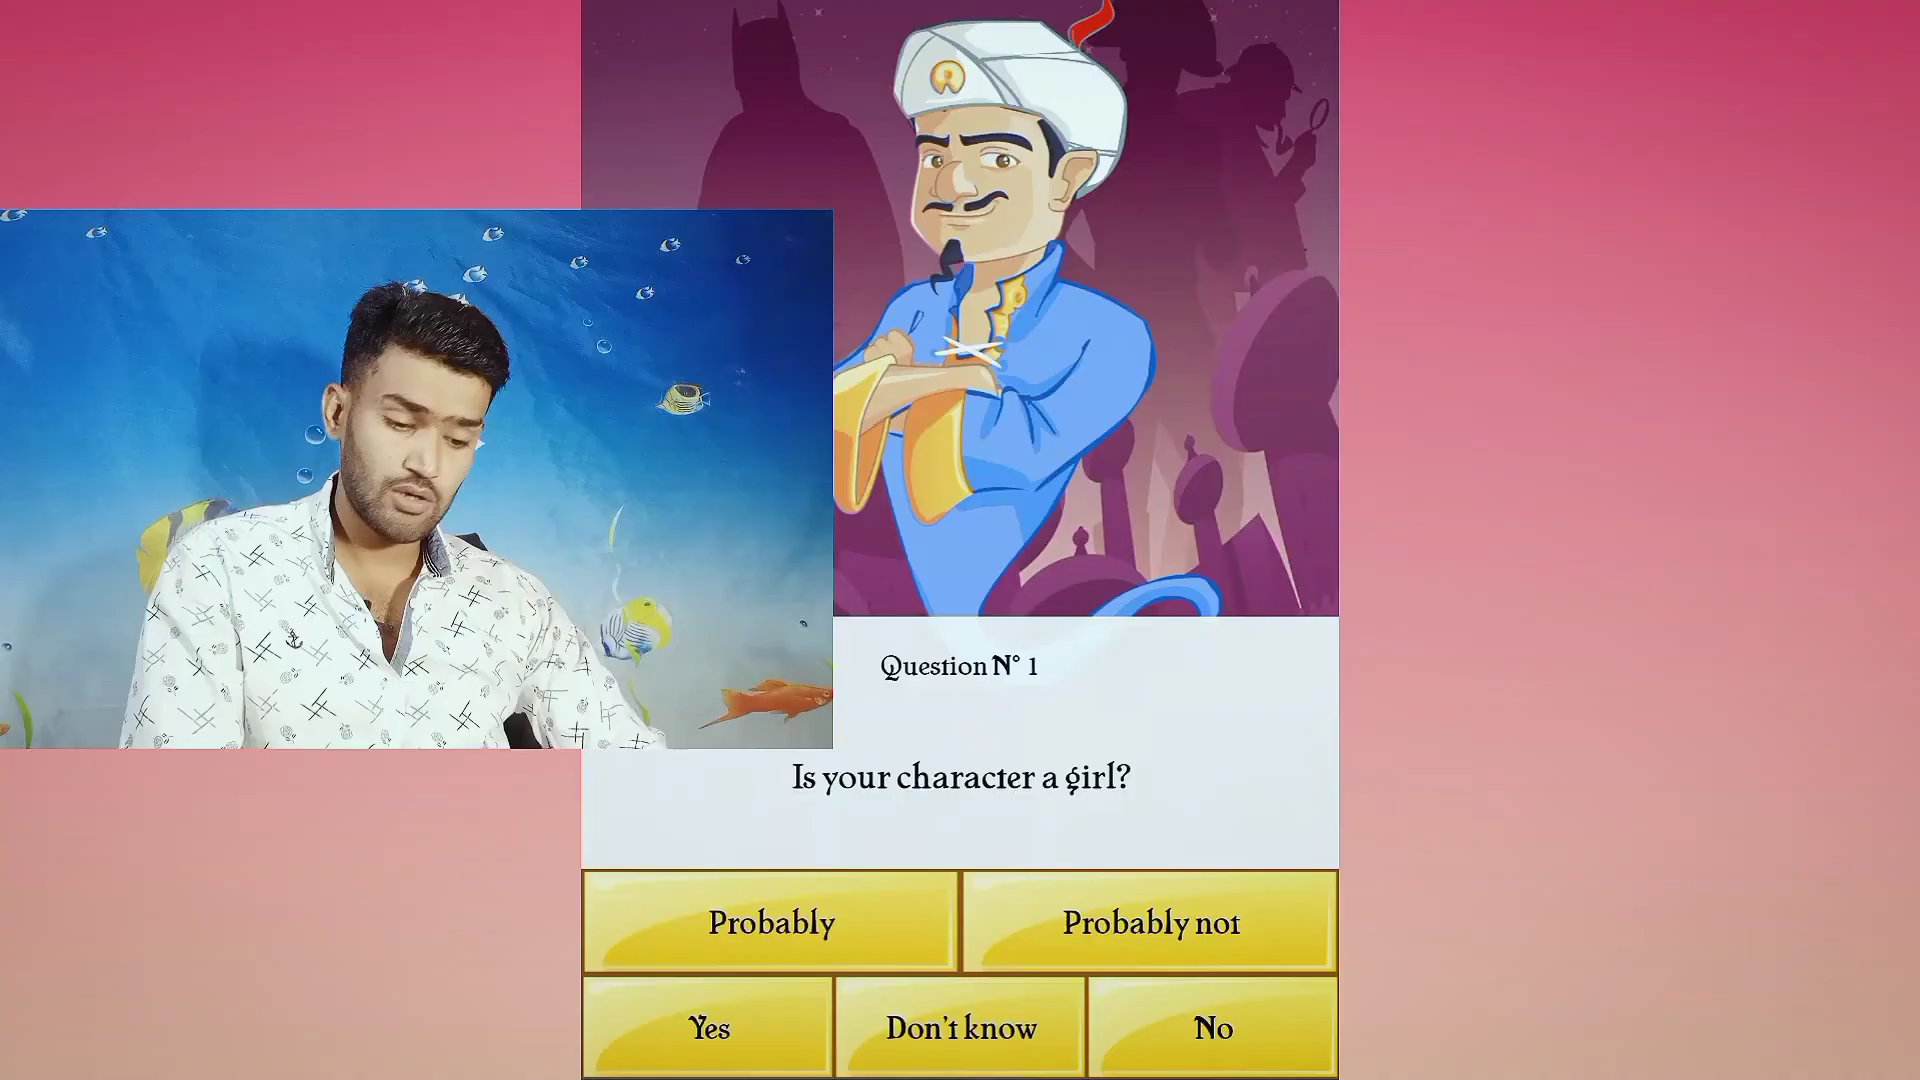 Question N° 1
Is your character a girl?
Probably
Probably not
Yes
Don't know
No